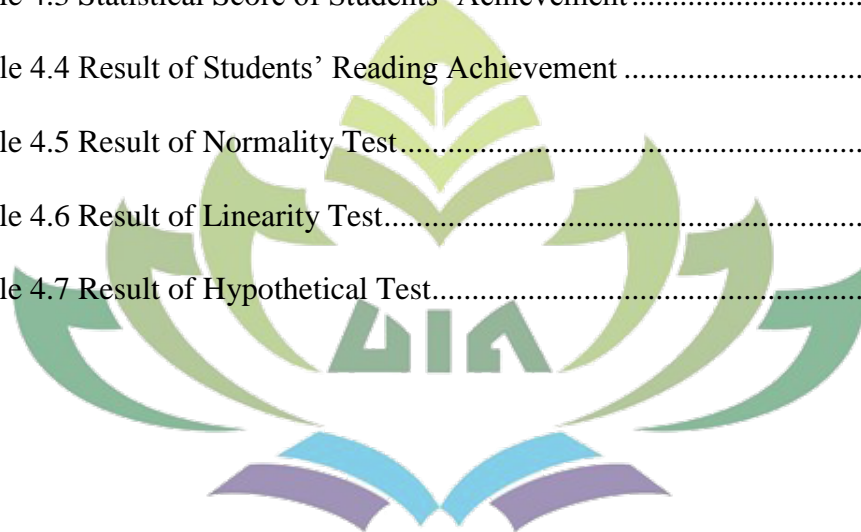 le 4.3 Statistical Score of Students' Achievement
le 4.4 Result of Students' Reading Achievement
le 4.5 Result of Normality Test
le 4.6 Result of Linearity Test
le 4.7 Result of Hypothetical Test
UIN